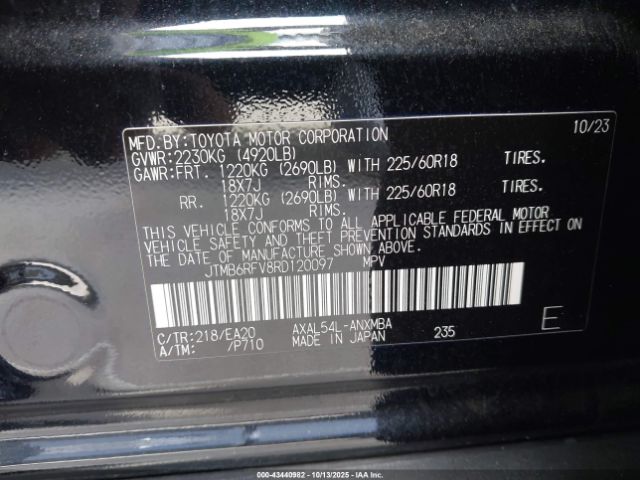 MFD.BY:TOYOTA MOTOR CORPORATION 10/23
GVWR:2230KG (4920LB)
GAWR:FRT. 1220KG (2690LB) WITH 225/60R18 TIRES.
18X7J RIMS.
RR. 1220KG (2690LB) WITH 225/60R18 TIRES.
18X7J RIMS.
THIS VEHICLE CONFORMS TO ALL APPLICABLE FEDERAL MOTOR
VEHICLE SAFETY AND THEFT PREVENTION STANDARDS IN EFFECT ON
THE DATE OF MANUFACTURE SHOWN ABOVE.
JTMB6RFV8RD120097 MPV
C/TR:218/EA20 AXAL54L-ANXMBA 235 E
A/TM: /P710 MADE IN JAPAN
000-43440982 - 10/13/2025 - IAAI, Inc.